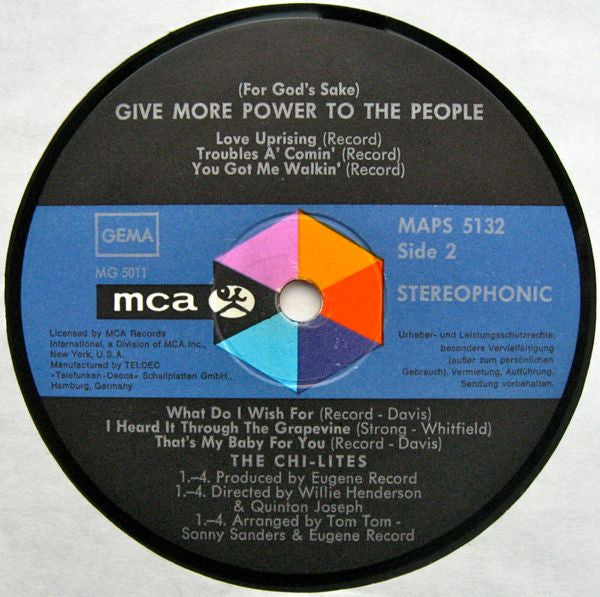 (For God's Sake)
GIVE MORE POWER TO THE PEOPLE
Love Uprising (Record)
Troubles A' Comin' (Record)
You Got Me Walkin' (Record)
GEMA
MG 5011
mca
MAPS 5132
Side 2
STEREOPHONIC
Licensed by MCA Records
International, a Division of MCA Inc.,
New York, U.S.A.
Manufactured by TELDEC
»Telefunken-Decca« Schallplatten GmbH.,
Hamburg, Germany.
Urheber- und Leistungsschutzrechte,
besonders Vervielfältigung
(außer zum persönlichen
Gebrauch), Vermietung, Aufführung,
Sendung vorbehalten.
What Do I Wish For (Record - Davis)
I Heard It Through The Grapevine (Strong - Whitfield)
That's My Baby For You (Record - Davis)
THE CHI-LITES
1.–4. Produced by Eugene Record
1.–4. Directed by Willie Henderson
& Quinton Joseph
1.–4. Arranged by Tom Tom -
Sonny Sanders & Eugene Record